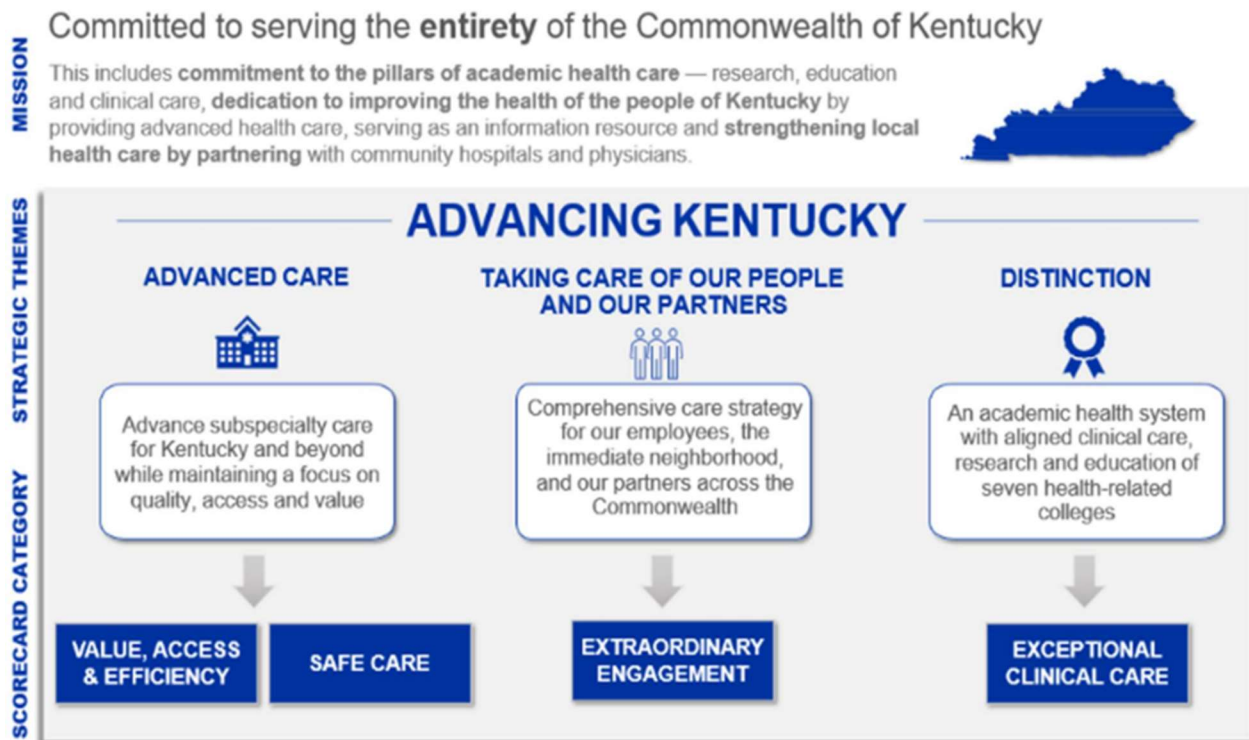 MISSION
Committed to serving the entirety of the Commonwealth of Kentucky
This includes commitment to the pillars of academic health care — research, education
and clinical care, dedication to improving the health of the people of Kentucky by
providing advanced health care, serving as an information resource and strengthening local
health care by partnering with community hospitals and physicians.
STRATEGIC THEMES
ADVANCING KENTUCKY
ADVANCED CARE
Advance subspecialty care
for Kentucky and beyond
while maintaining a focus on
quality, access and value
TAKING CARE OF OUR PEOPLE
AND OUR PARTNERS
Comprehensive care strategy
for our employees, the
immediate neighborhood,
and our partners across the
Commonwealth
DISTINCTION
An academic health system
with aligned clinical care,
research and education of
seven health-related
colleges
SCORECARD CATEGORY
VALUE, ACCESS
& EFFICIENCY
SAFE CARE
EXTRAORDINARY
ENGAGEMENT
EXCEPTIONAL
CLINICAL CARE